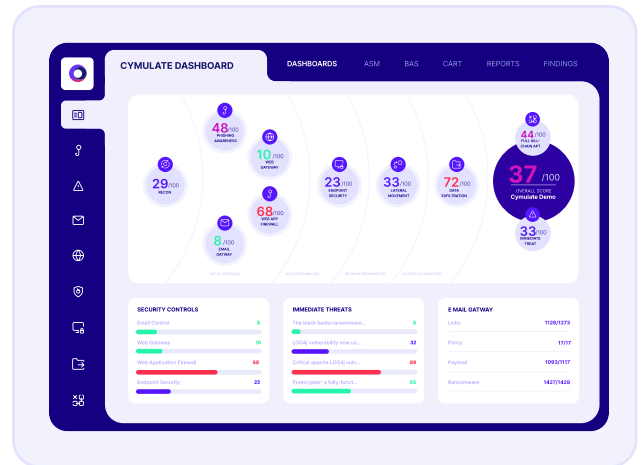 CYMULATE DASHBOARD
DASHBOARDS
ASM
BAS
CART
REPORTS
FINDINGS
48/100
PHISHING
AWARENESS
10/100
WEB
GATEWAY
29/100
RECON
68/100
WEB APP
FIREWALL
8/100
EMAIL
GATWAY
23/100
ENDPOINT
SECURITY
33/100
LATERAL
MOVEMENT
72/100
DATA
EXFILTRATION
44/100
FULL KILL-
CHAIN APT
37/100
OVERALL SCORE
Cymulate Demo
33/100
IMMEDIATE
TREAT
SECURITY CONTROLS
Email Control 8
Web Gateway 10
Web Application Firewall 68
Endpoint Security 23
IMMEDIATE THREATS
The black basta ransomware... 8
LOG4j vulnerability now us... 32
Critical apache LOG4j vuln... 69
Purecrypter: a fully-funct... 65
E MAIL GATWAY
Links 1126/1273
Policy 17/17
Payload 1093/1117
Ransomware 1427/1429